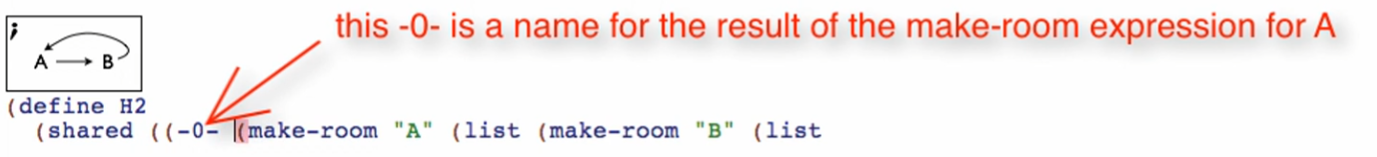 this -0- is a name for the result of the make-room expression for A
;
A B
(define H2
(shared ((-0- (make-room "A" (list (make-room "B" (list